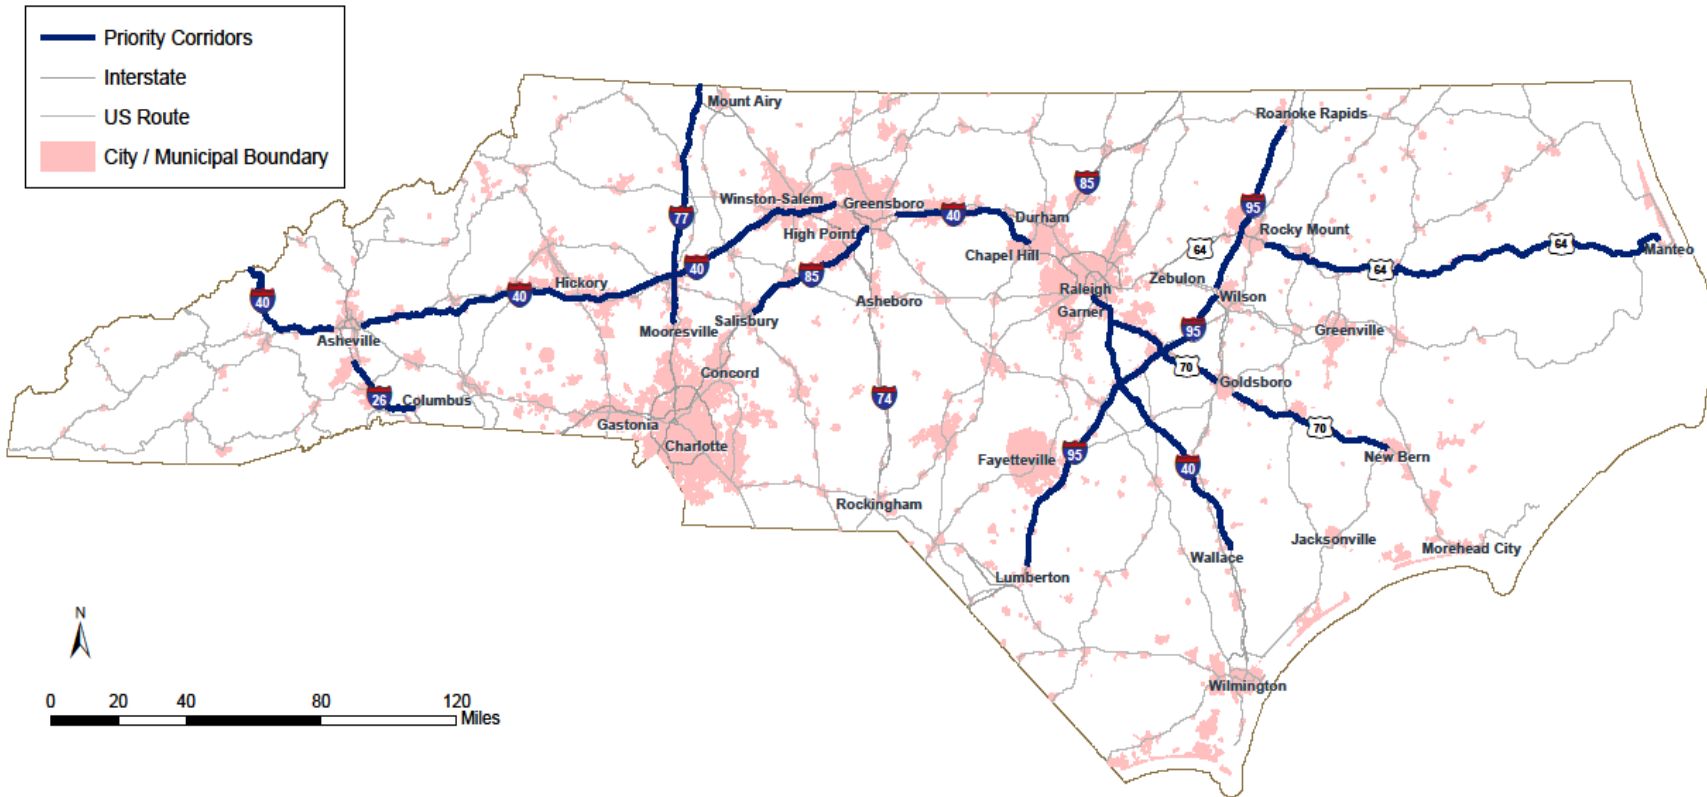 Priority Corridors
Interstate
US Route
City / Municipal Boundary
Mount Airy
Roanoke Rapids
85
Winston-Salem
Greensboro
40
95
77
Durham
High Point
Rocky Mount
Chapel Hill
64
64
Manteo
40
85
64
Zebulon
Hickory
40
Raleigh
Wilson
40
Asheboro
Garner
Mooresville
Salisbury
95
Greenville
Asheville
Concord
70
Goldsboro
26
Columbus
74
Gastonia
70
Charlotte
95
Fayetteville
40
New Bern
Rockingham
Jacksonville
Morehead City
Wallace
Lumberton
N
Wilmington
0 20 40 80 120
Miles